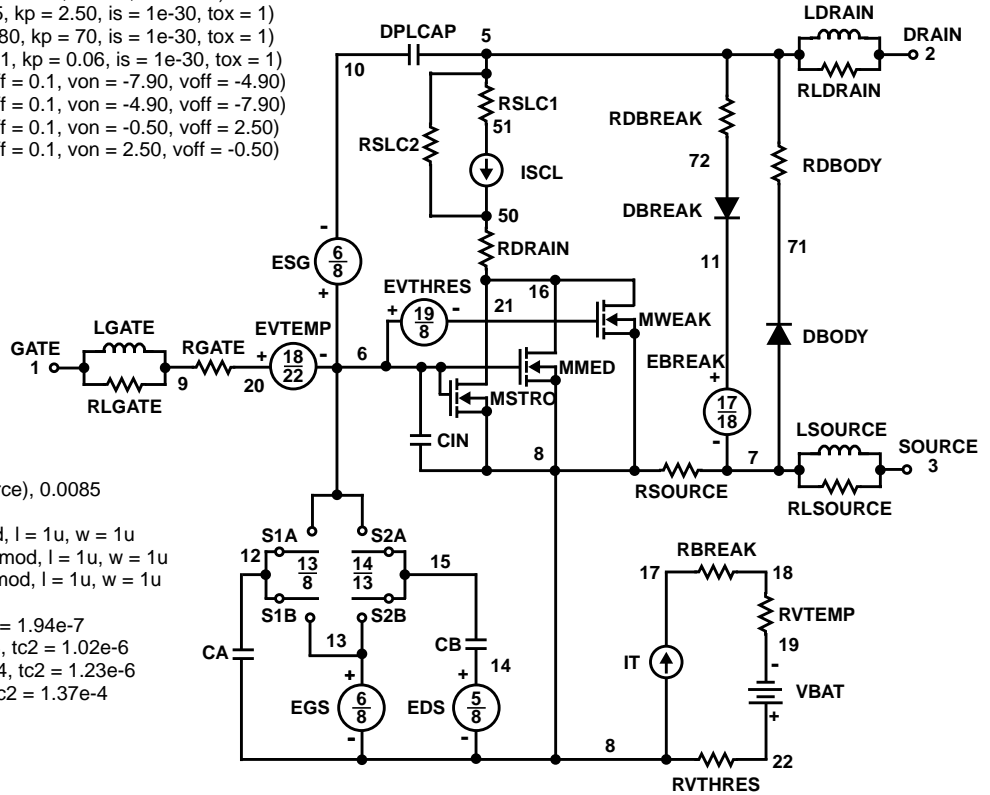 5, kp = 2.50, is = 1e-30, tox = 1)
80, kp = 70, is = 1e-30, tox = 1)
1, kp = 0.06, is = 1e-30, tox = 1)
ff = 0.1, von = -7.90, voff = -4.90)
ff = 0.1, von = -4.90, voff = -7.90)
ff = 0.1, von = -0.50, voff = 2.50)
ff = 0.1, von = 2.50, voff = -0.50)
LDRAIN
DPLCAP 5 DRAIN
10 2
RSLC1 RLDRAIN
51 RDBREAK
RSLC2
72 RDBODY
ISCL
DBREAK
50
- RDRAIN 71
6 11
ESG 8
EVTHRES 16
+ + 19 - 21 MWEAK
LGATE EVTEMP 8
DBODY
GATE RGATE + 18 - 6 EBREAK
1 22 MMED +
9 20 MSTRO 17
RLGATE 18
LSOURCE
CIN - SOURCE
8 7 3
RSOURCE
RLSOURCE
rce), 0.0085
d, l = 1u, w = 1u
mod, l = 1u, w = 1u
mod, l = 1u, w = 1u
= 1.94e-7
, tc2 = 1.02e-6
4, tc2 = 1.23e-6
c2 = 1.37e-4
S1A S2A
12 13 14 15
8 13
S1B S2B
13
CA CB
+ + 14
EGS 6 EDS 5
8 8
- -
RBREAK
17 18
RVTEMP
19
IT -
VBAT
+
8 22
RVTHRES